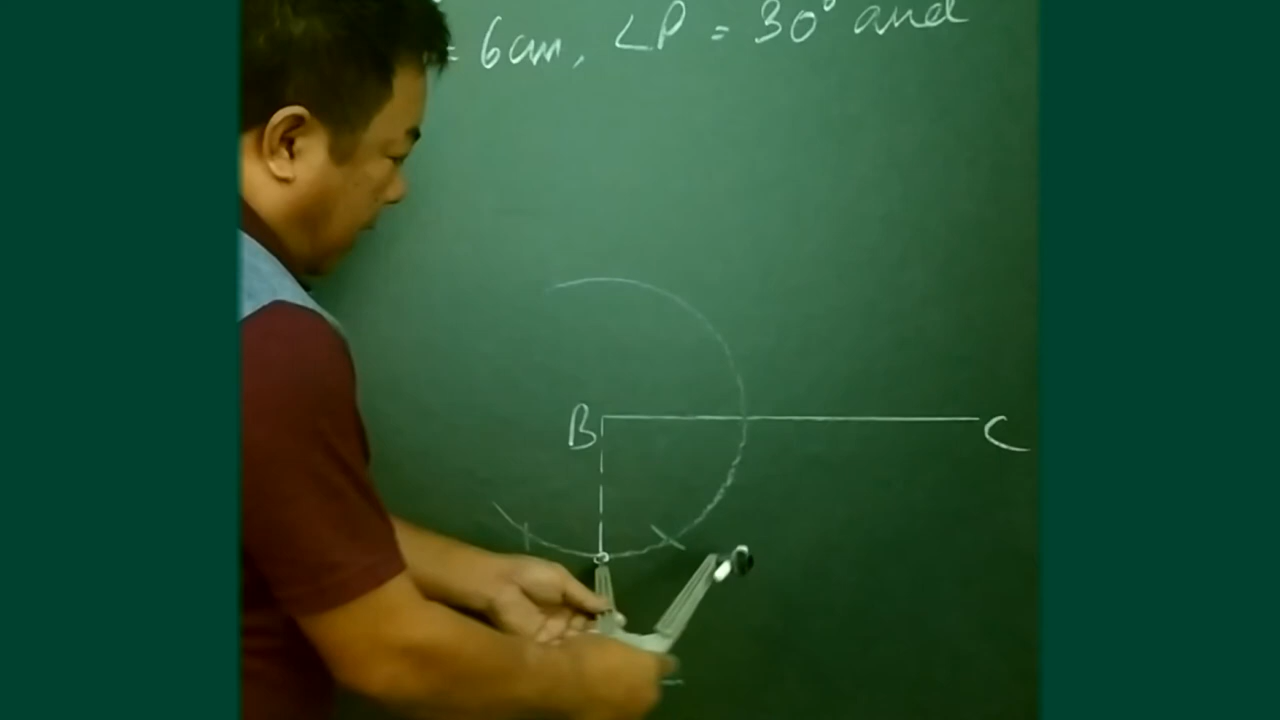 = 6cm, ∠P = 30° and
B
C